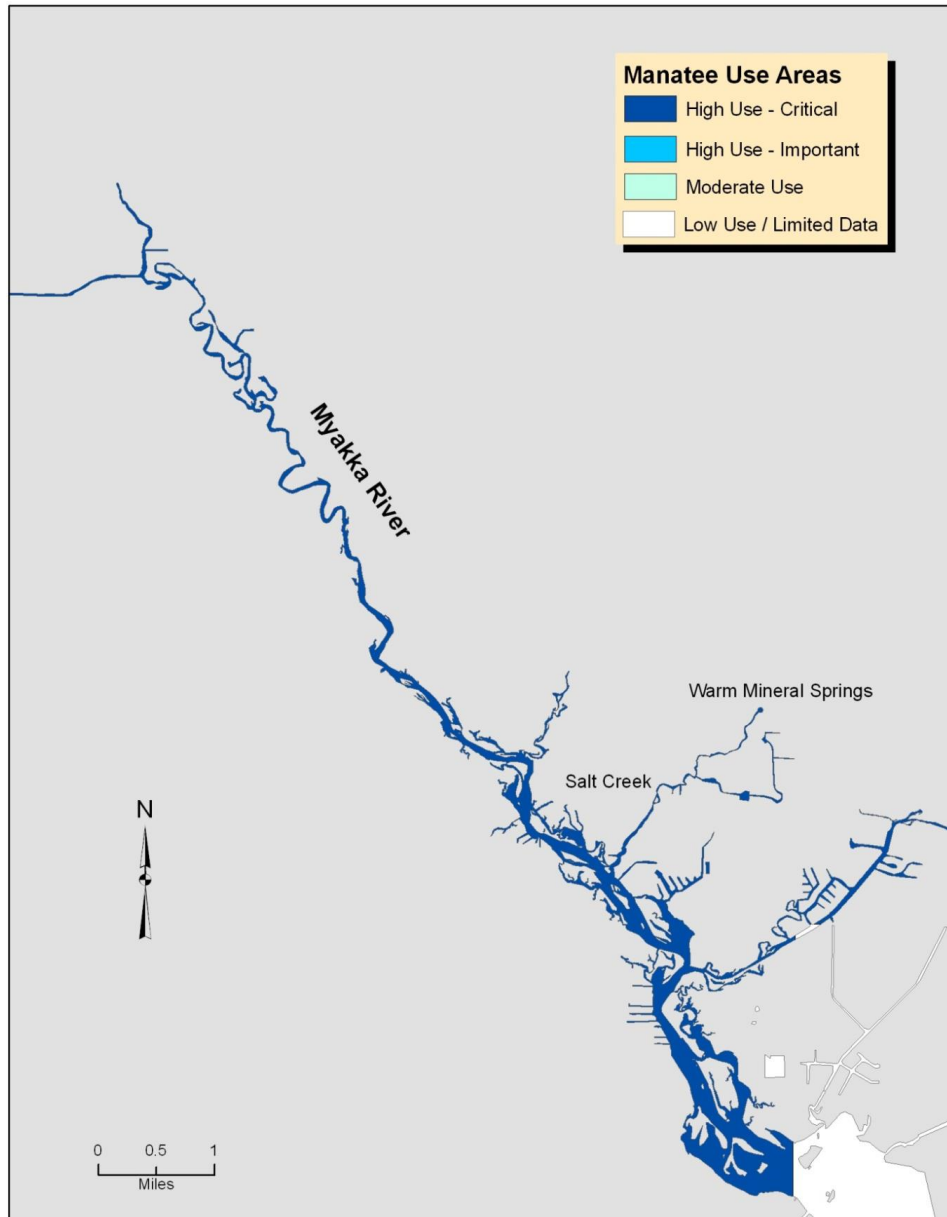 Manatee Use Areas
High Use - Critical
High Use - Important
Moderate Use
Low Use / Limited Data
Myakka River
Warm Mineral Springs
Salt Creek
N
0 0.5 1
Miles